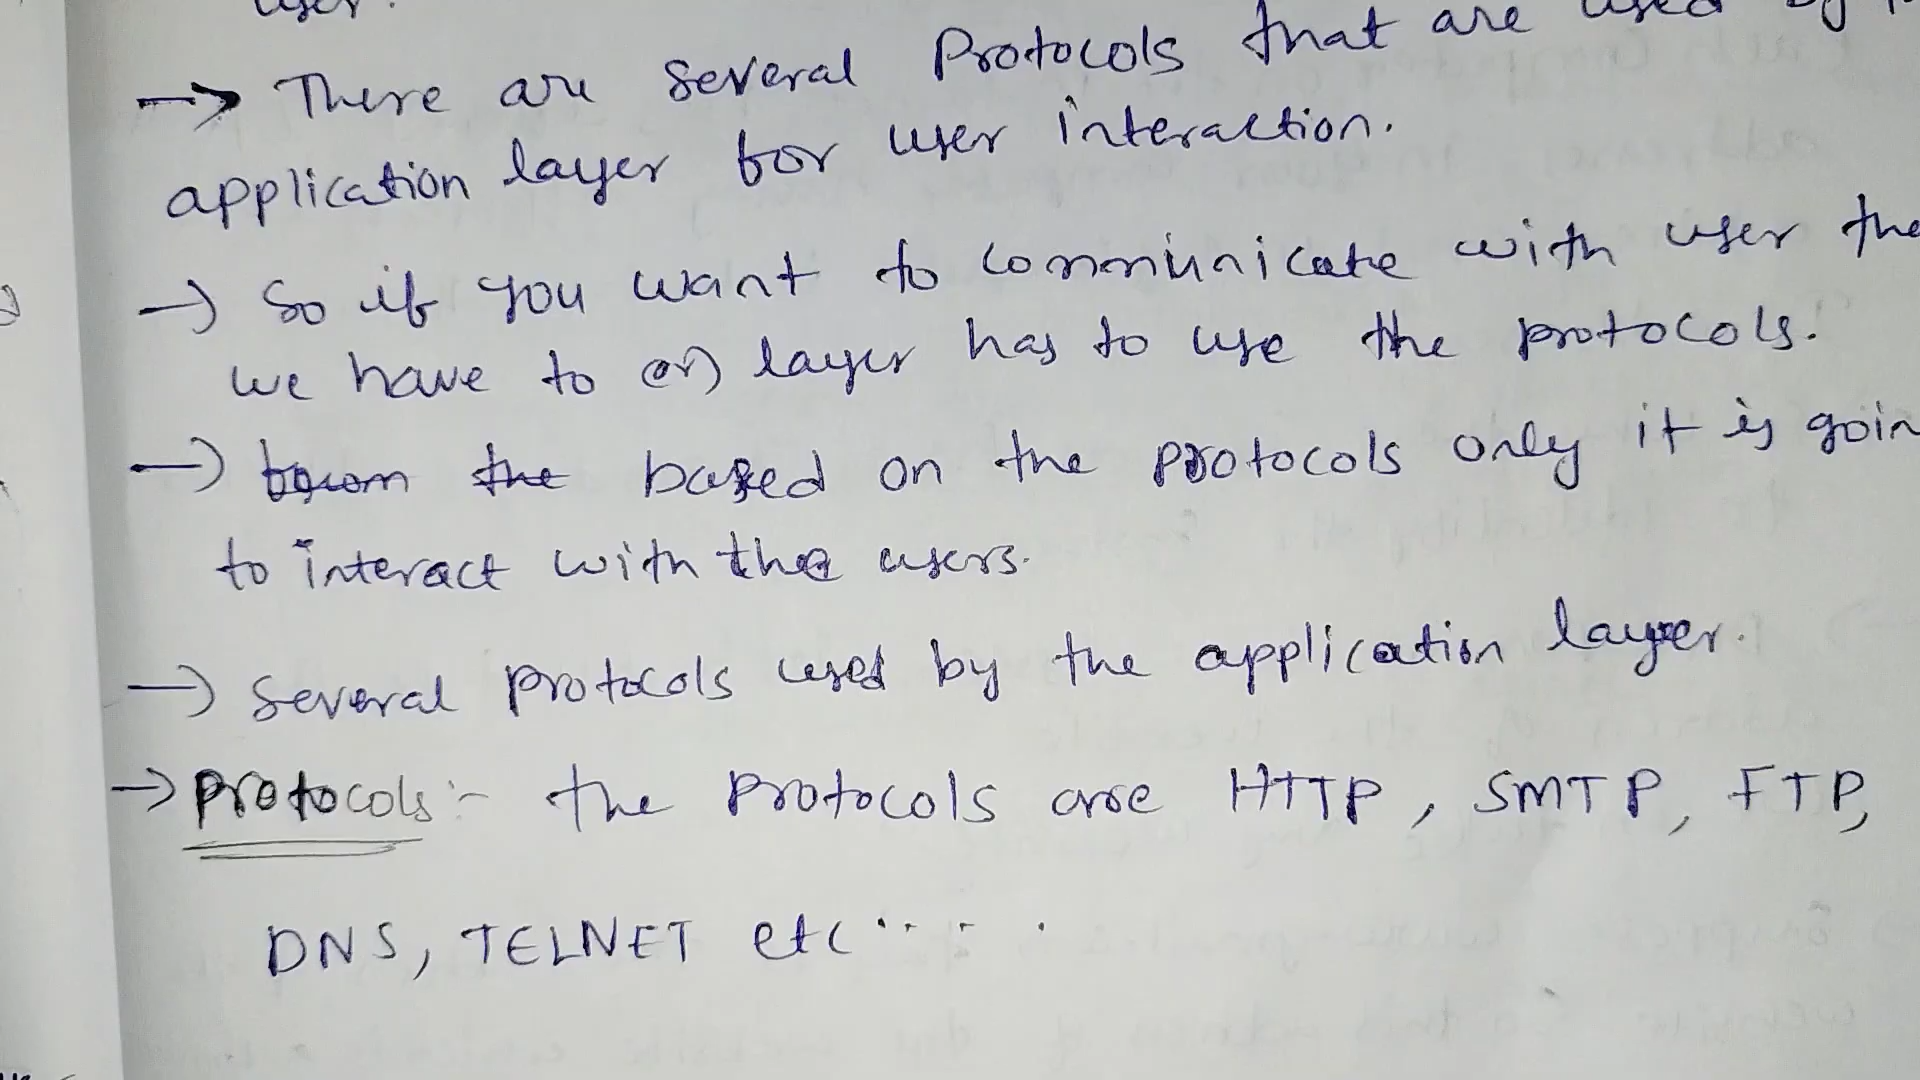 user.
→ There are several Protocols that are used by
application layer for user interaction.
→ So if you want to communicate with user the
we have to (or) layer has to use the protocols.
→ based on the protocols only it is goin
to interact with the users.
→ Several protocols used by the application layer.
→ Protocols :- the protocols are HTTP, SMTP, FTP,
DNS, TELNET etc .....